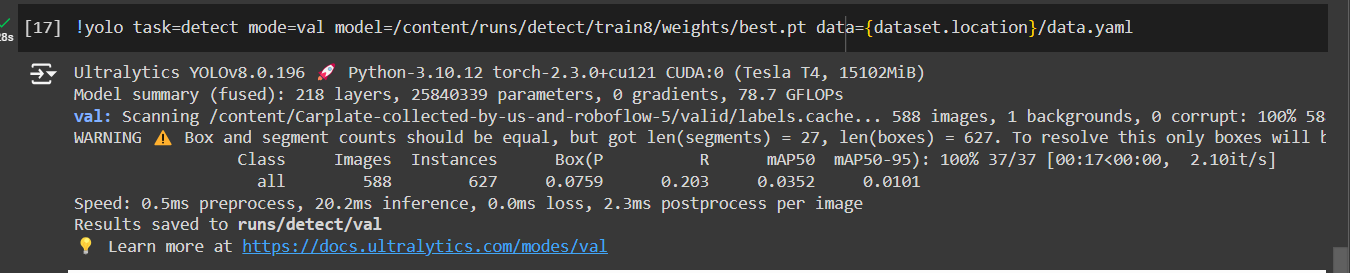 [17] !yolo task=detect mode=val model=/content/runs/detect/train8/weights/best.pt data={dataset.location}/data.yaml
28s
Ultralytics YOLOv8.0.196 🚀 Python-3.10.12 torch-2.3.0+cu121 CUDA:0 (Tesla T4, 15102MiB)
Model summary (fused): 218 layers, 25840339 parameters, 0 gradients, 78.7 GFLOPs
val: Scanning /content/Carplate-collected-by-us-and-roboflow-5/valid/labels.cache... 588 images, 1 backgrounds, 0 corrupt: 100% 58
WARNING ⚠️ Box and segment counts should be equal, but got len(segments) = 27, len(boxes) = 627. To resolve this only boxes will b
Class Images Instances Box(P R mAP50 mAP50-95): 100% 37/37 [00:17<00:00, 2.10it/s]
all 588 627 0.0759 0.203 0.0352 0.0101
Speed: 0.5ms preprocess, 20.2ms inference, 0.0ms loss, 2.3ms postprocess per image
Results saved to runs/detect/val
💡 Learn more at https://docs.ultralytics.com/modes/val